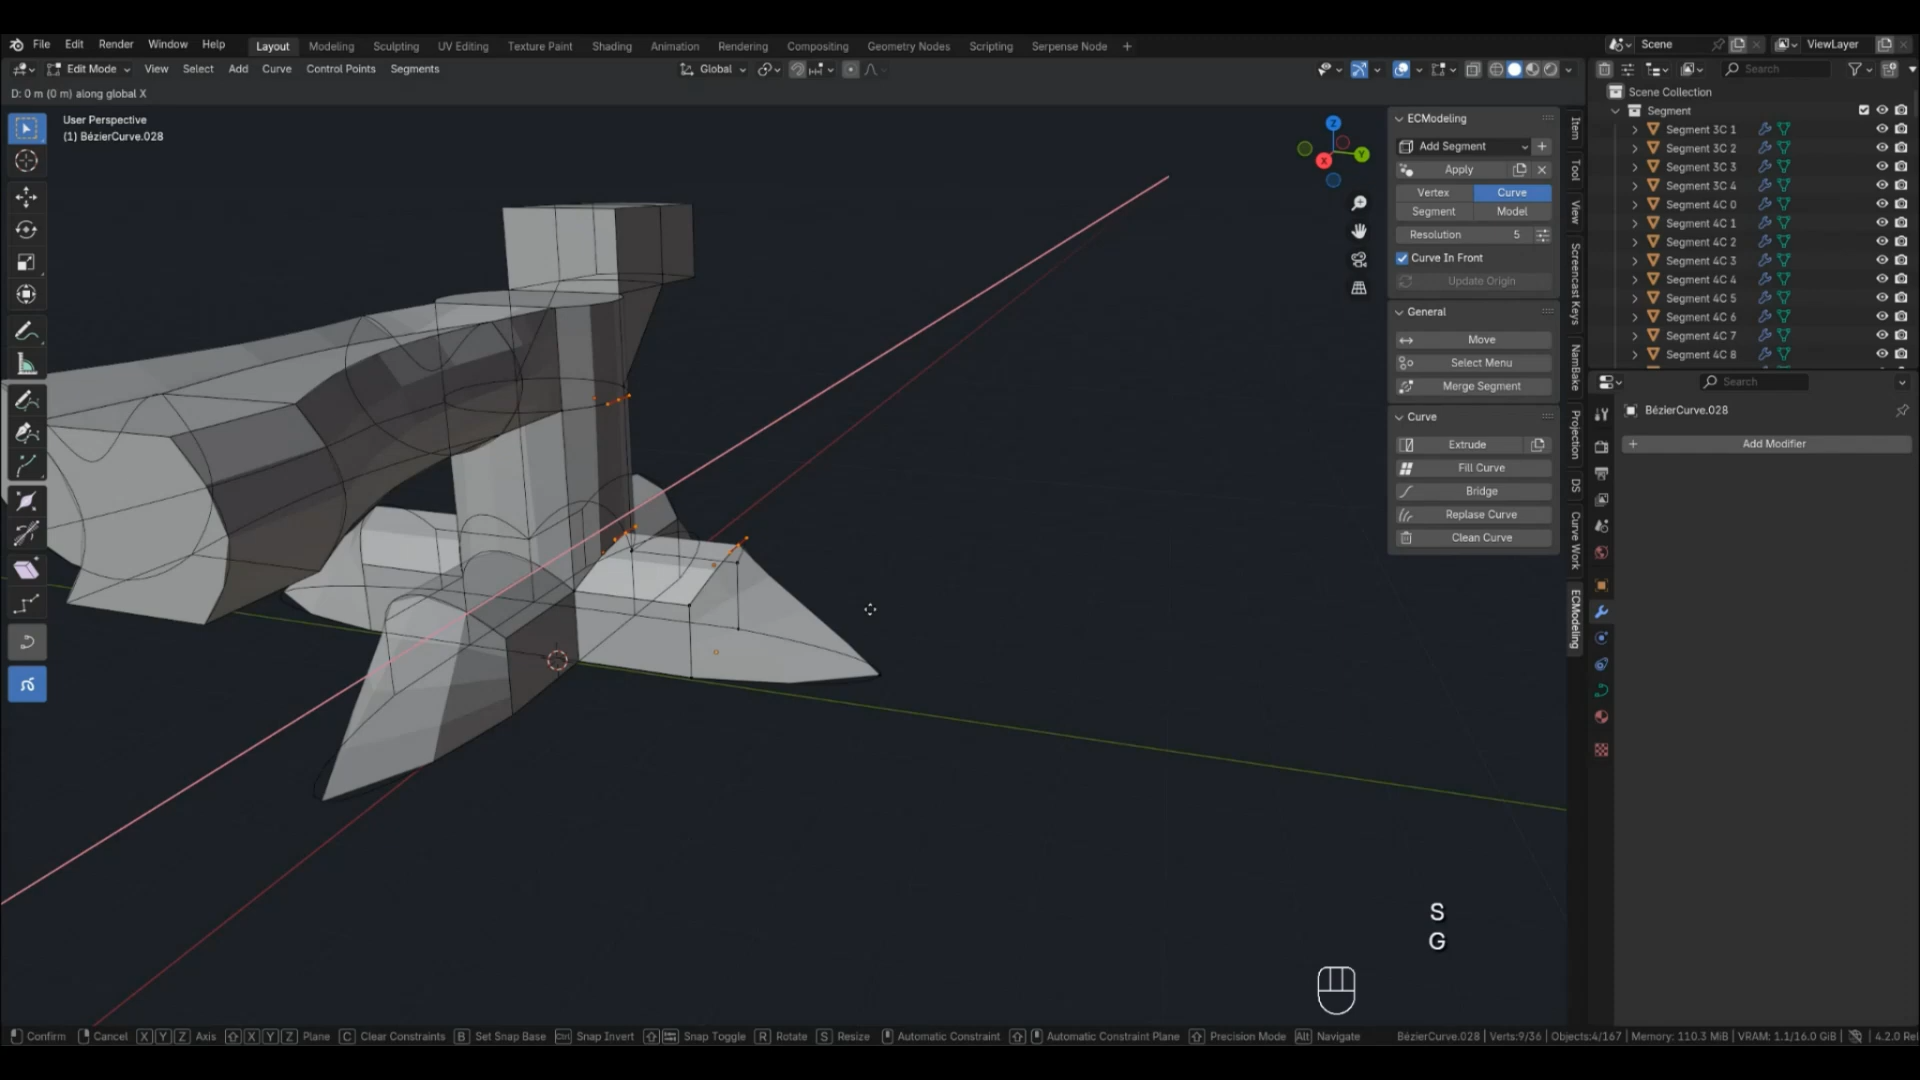 File Edit Render Window Help Layout Modeling Sculpting UV Editing Texture Paint Shading Animation Rendering Compositing Geometry Nodes Scripting Serpense Node + Scene ViewLayer
Edit Mode View Select Add Curve Control Points Segments Global Search
D: 0 m (0 m) along global X
User Perspective
(1) BézierCurve.028
Z
Y
X
ECModeling
Add Segment
Apply
Vertex Curve
Segment Model
Resolution 5
Curve In Front
Update Origin
General
Move
Select Menu
Merge Segment
Curve
Extrude
Fill Curve
Bridge
Replase Curve
Clean Curve
Item
Tool
View
Screencast Keys
NamBake
Projection
DS
Curve Work
ECModeling
Scene Collection
Segment
Segment 3C 1
Segment 3C 2
Segment 3C 3
Segment 3C 4
Segment 4C 0
Segment 4C 1
Segment 4C 2
Segment 4C 3
Segment 4C 4
Segment 4C 5
Segment 4C 6
Segment 4C 7
Segment 4C 8
Search
BézierCurve.028
+ Add Modifier
S
G
Confirm Cancel X Y Z Axis X Y Z Plane C Clear Constraints B Set Snap Base Ctrl Snap Invert Snap Toggle R Rotate S Resize Automatic Constraint Automatic Constraint Plane Precision Mode Alt Navigate BézierCurve.028 | Verts:9/36 | Objects:4/167 | Memory: 110.3 MiB | VRAM: 1.1/16.0 GiB | 4.2.0 Rel